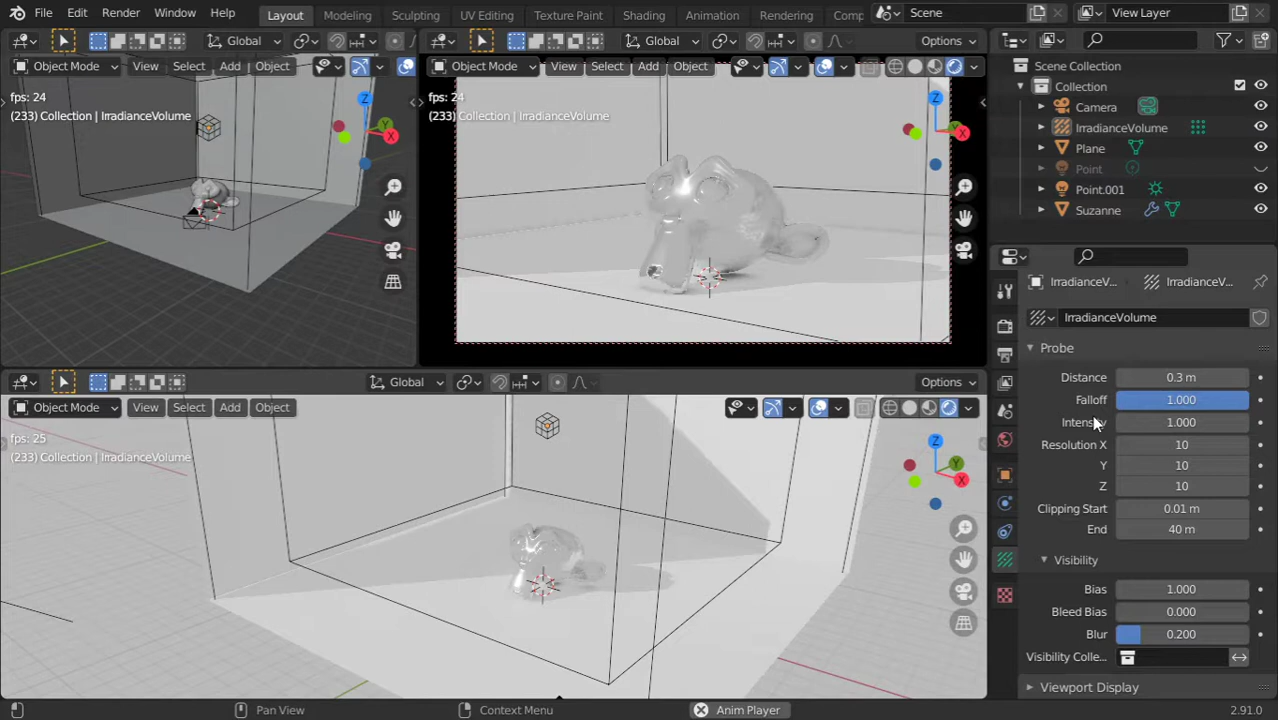 File Edit Render Window Help Layout Modeling Sculpting UV Editing Texture Paint Shading Animation Rendering Comp Scene View Layer
Global Global Options
Object Mode View Select Add Object Object Mode View Select Add Object
Scene Collection
Collection
Camera
IrradianceVolume
Plane
Point
Point.001
Suzanne
fps: 24
(233) Collection | IrradianceVolume
Z
Y
X
fps: 24
(233) Collection | IrradianceVolume
Z
X
Global Options
Object Mode View Select Add Object
fps: 25
(233) Collection | IrradianceVolume
Z
Y
X
IrradianceV... IrradianceV...
IrradianceVolume
Probe
Distance 0.3 m
Falloff 1.000
Intensity 1.000
Resolution X 10
Y 10
Z 10
Clipping Start 0.01 m
End 40 m
Visibility
Bias 1.000
Bleed Bias 0.000
Blur 0.200
Visibility Colle...
Viewport Display
Pan View Context Menu Anim Player 2.91.0